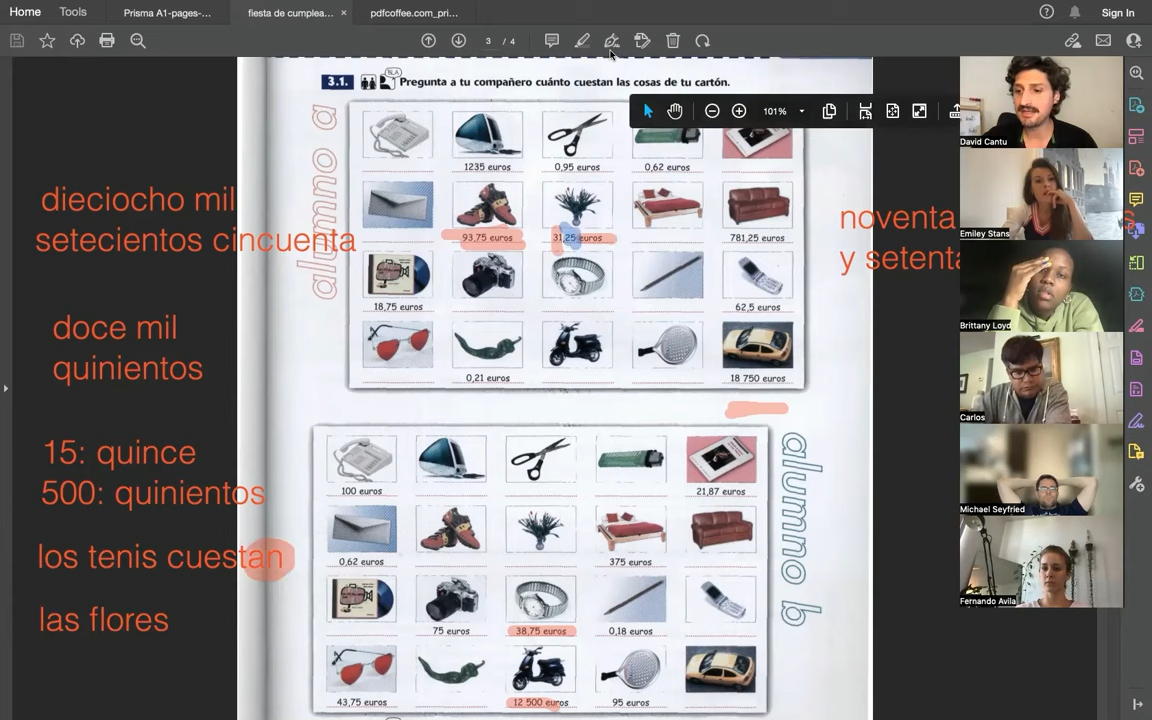 Home
Tools
Prisma A1-pages-...
fiesta de cumplea... ×
pdfcoffee.com_pri...
Sign In
3 / 4
3.1.
BLA
Pregunta a tu compañero cuánto cuestan las cosas de tu cartón.
101%
alumno a
1235 euros
0,95 euros
0,62 euros
93,75 euros
31,25 euros
781,25 euros
18,75 euros
62,5 euros
0,21 euros
18 750 euros
dieciocho mil
setecientos cincuenta
doce mil
quinientos
15: quince
500: quinientos
los tenis cuestan
las flores
noventa
y setenta
alumno b
100 euros
21,87 euros
0,62 euros
375 euros
75 euros
38,75 euros
0,18 euros
43,75 euros
12 500 euros
95 euros
David Cantu
Emiley Stans
Brittany Loyd
Carlos
Michael Seyfried
Fernando Avila